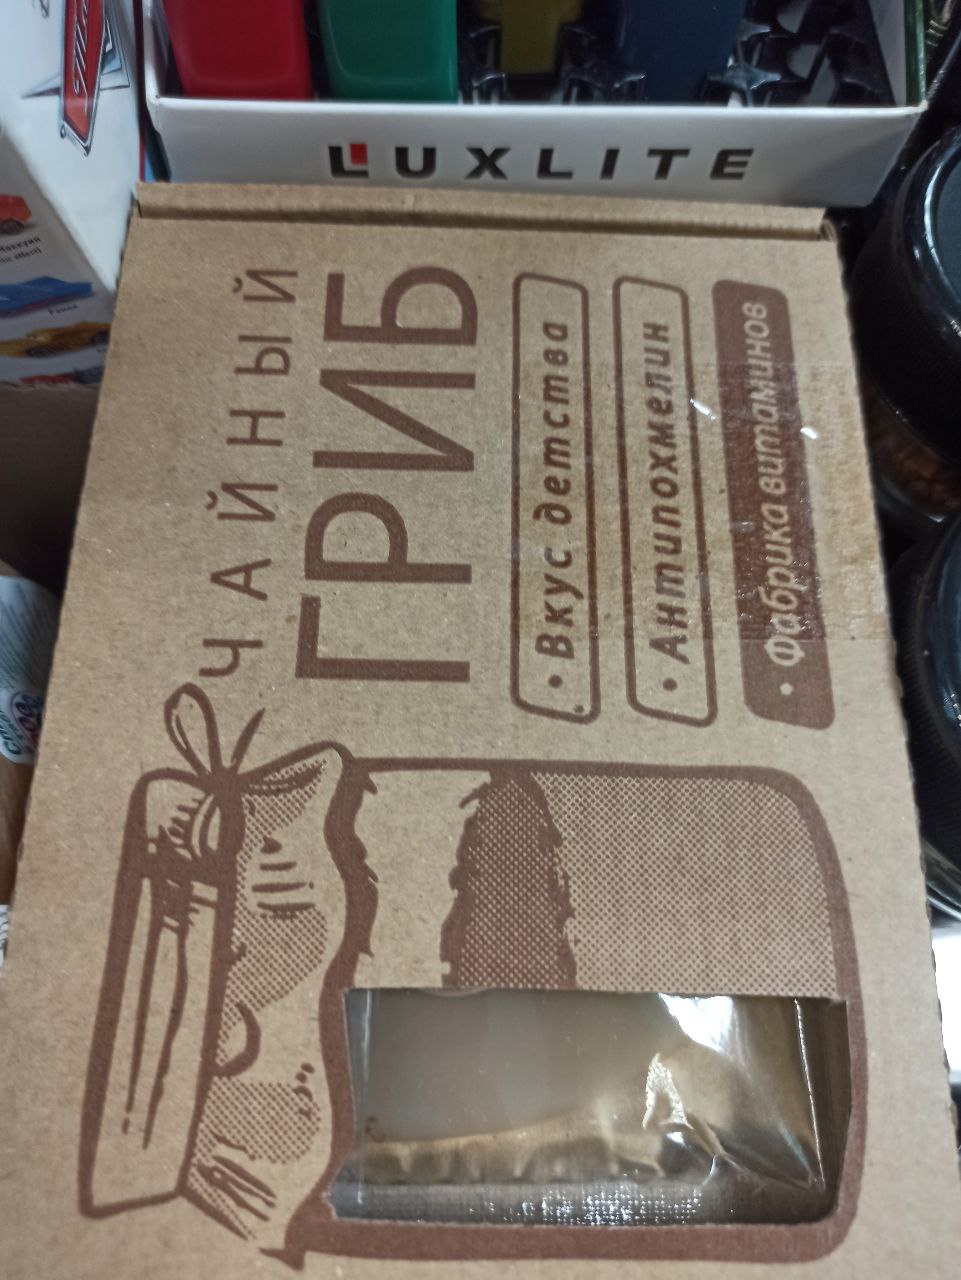 LUXLITE
ЧАЙНЫЙ
ГРИБ
• Вкус детства
• Антипохмелин
• Фабрика витаминов